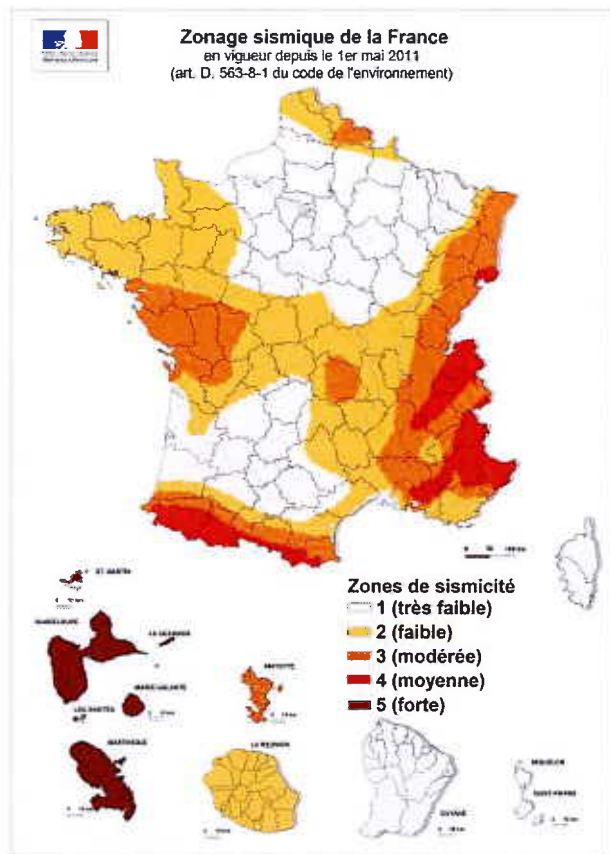 Zonage sismique de la France
en vigueur depuis le 1er mai 2011
(art. D. 563-8-1 du code de l'environnement)
Zones de sismicité
1 (très faible)
2 (faible)
3 (modérée)
4 (moyenne)
5 (forte)
ST-MARTIN
GUADELOUPE
LA DESIRADE
MARIE-GALANTE
LES SAINTES
MAYOTTE
MARTINIQUE
LA REUNION
GUYANE
MIQUELON
SAINT-PIERRE